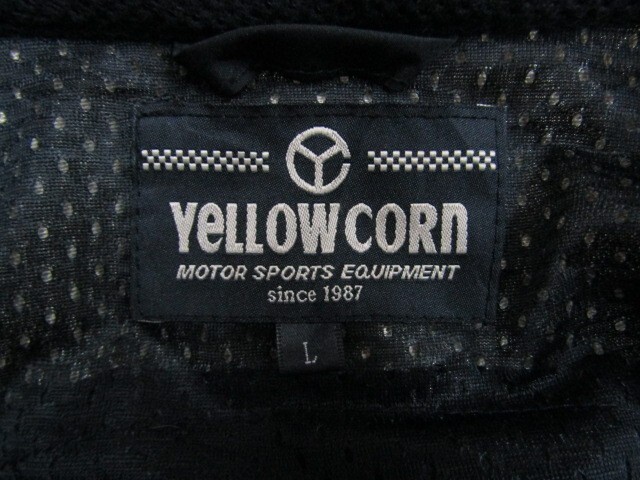 YeLLOWCORn
MOTOR SPORTS EQUIPMENT
since 1987
L